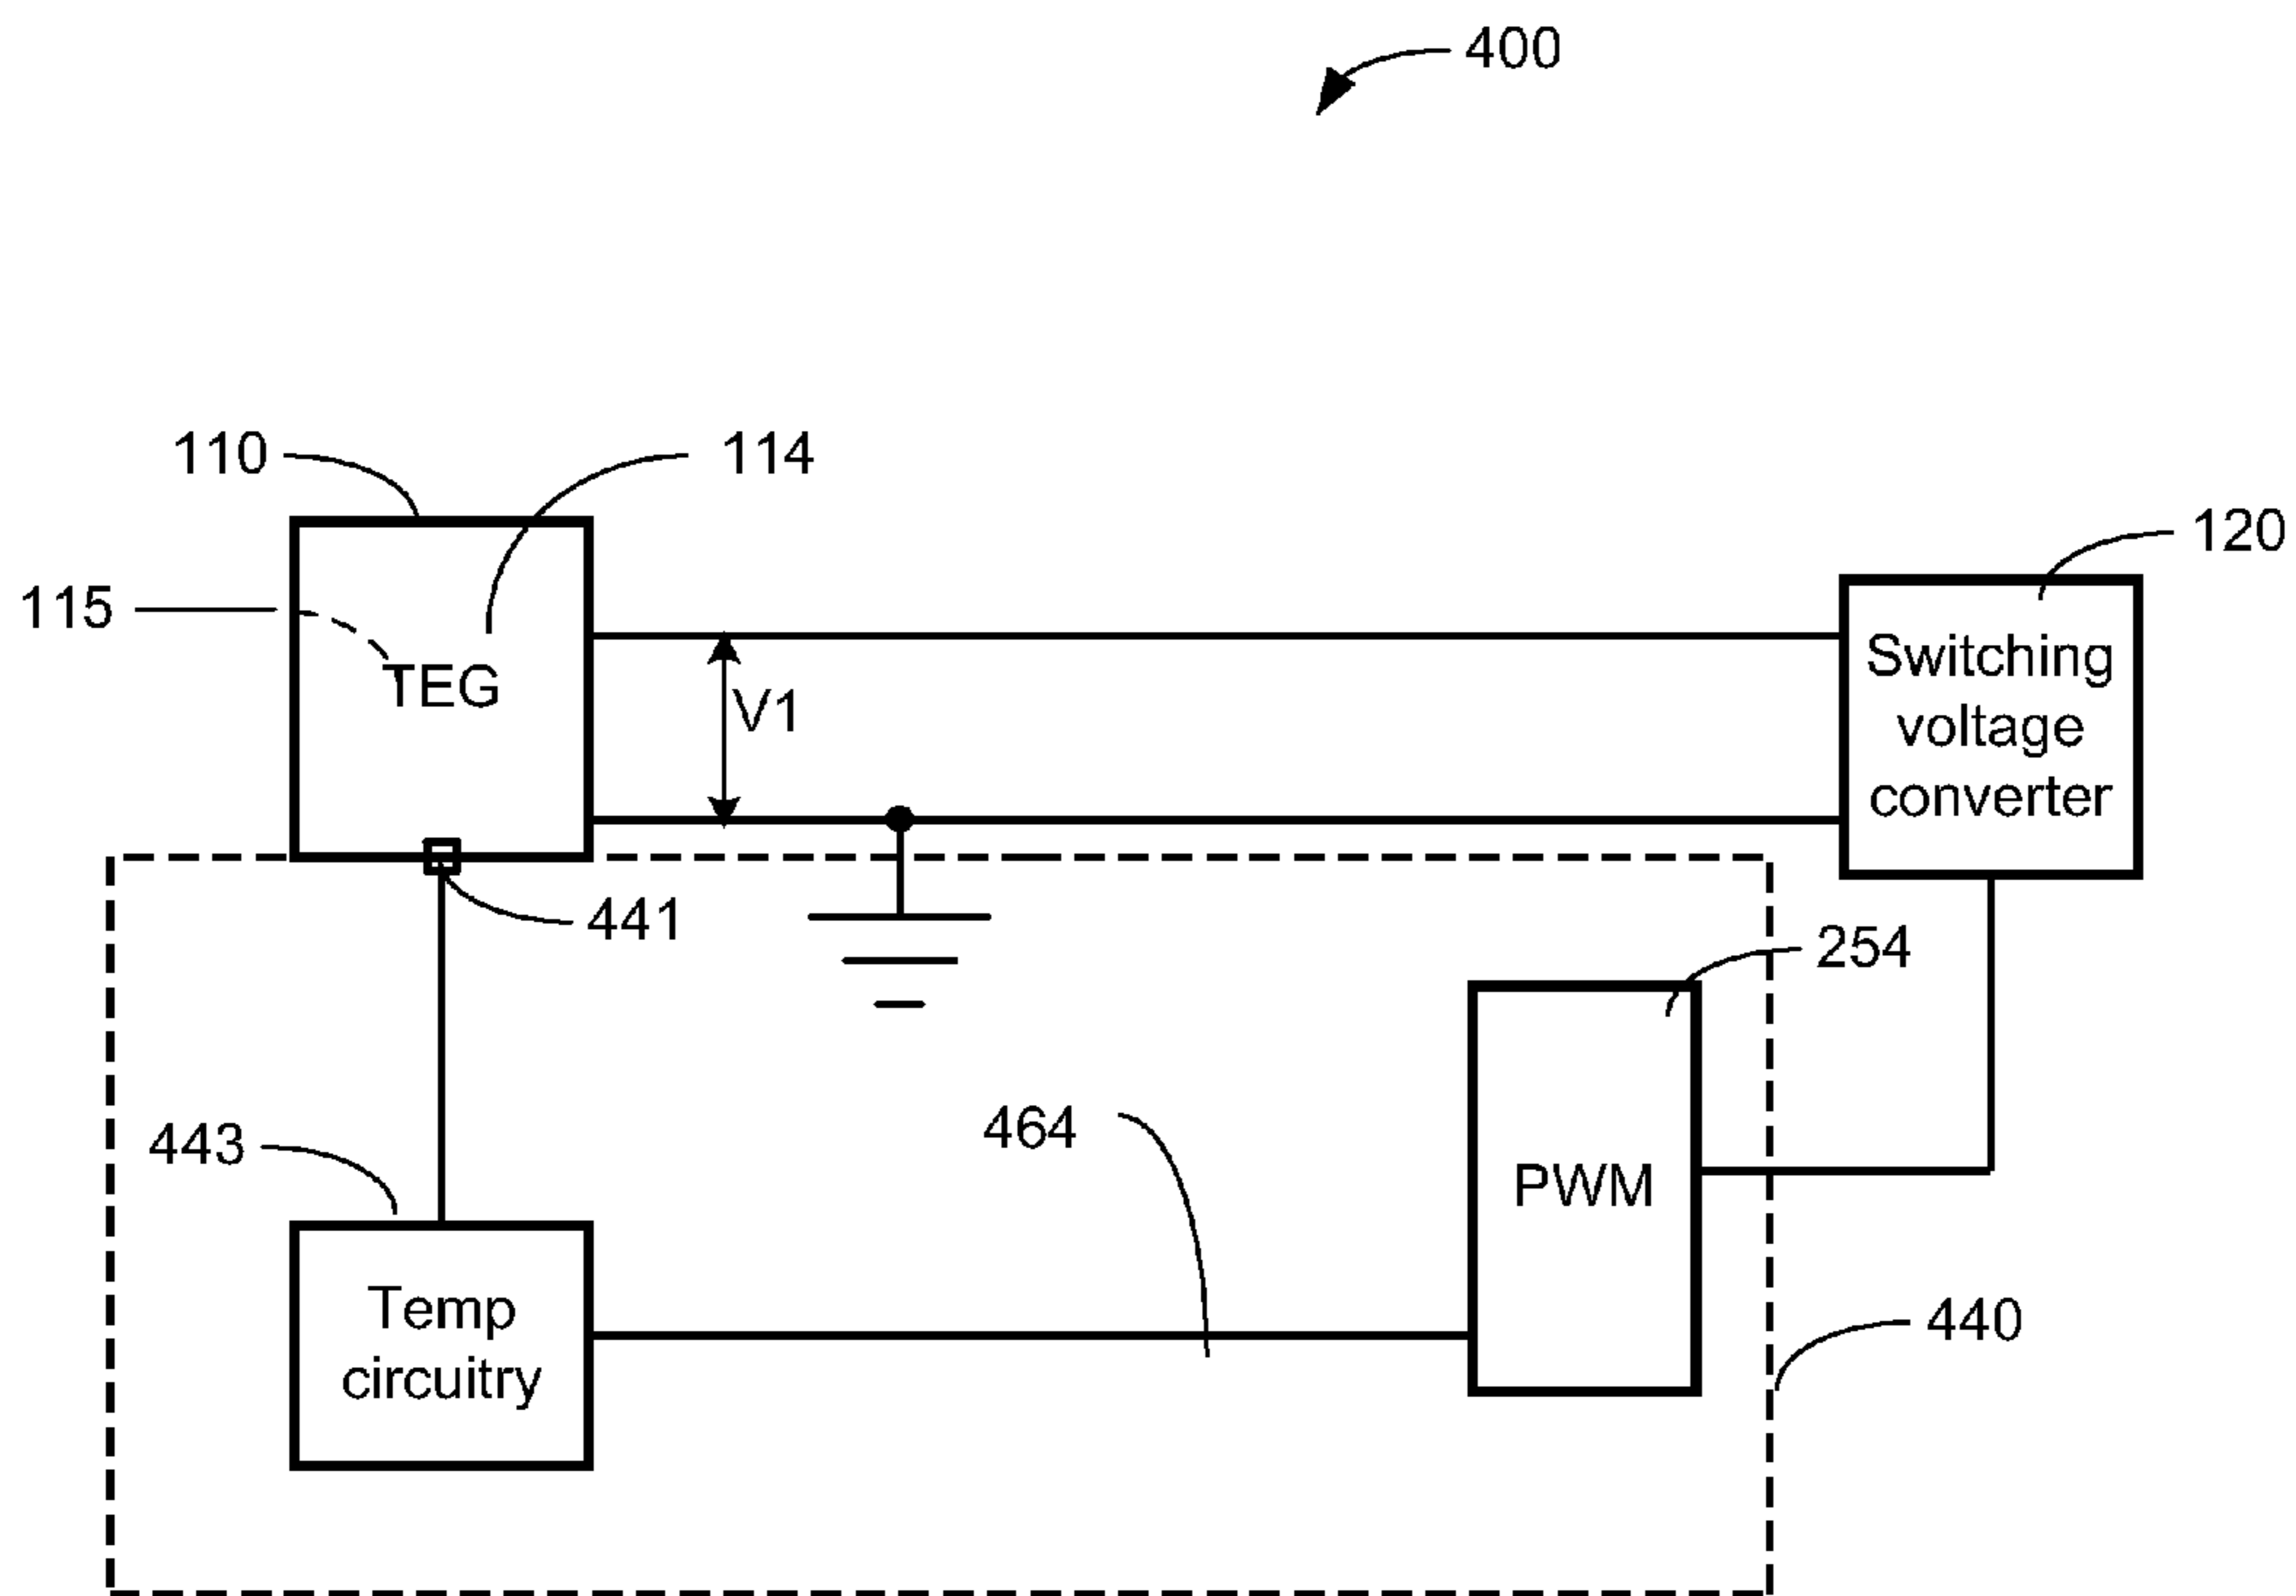 400
110
114
120
115
TEG
V1
Switching
voltage
converter
441
254
443
464
PWM
Temp
circuitry
440